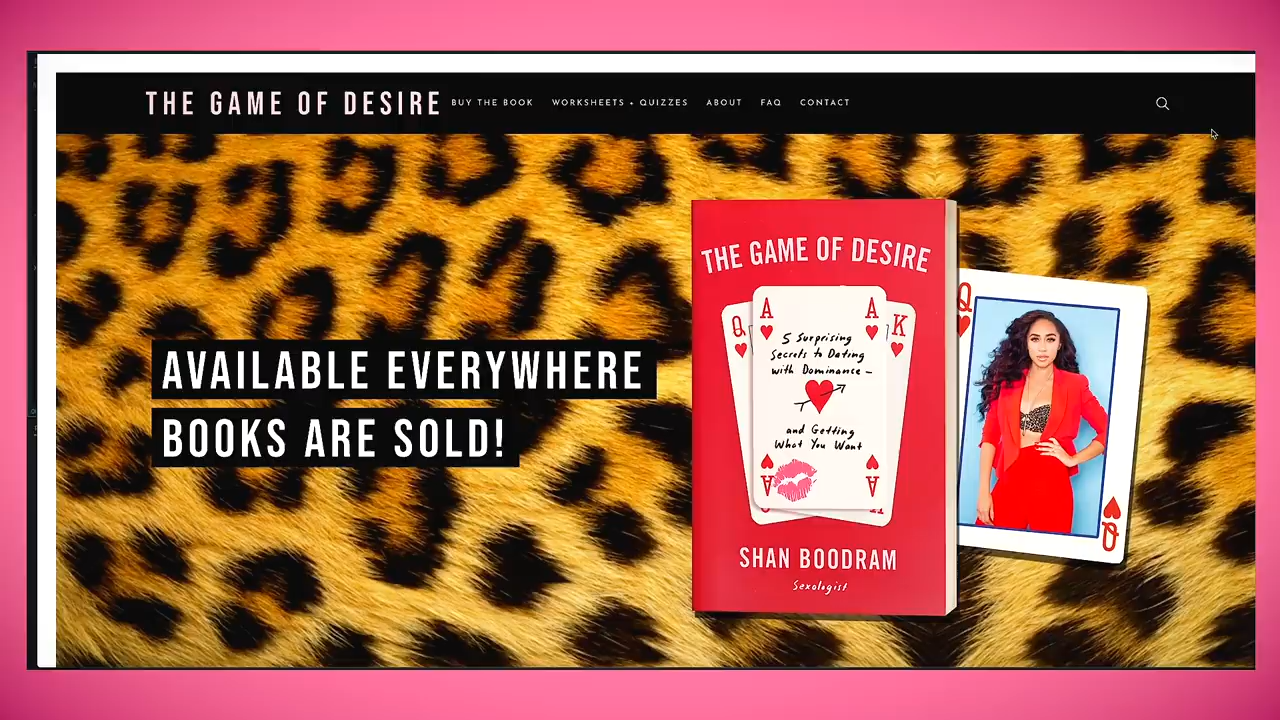 THE GAME OF DESIRE
BUY THE BOOK
WORKSHEETS + QUIZZES
ABOUT
FAQ
CONTACT
AVAILABLE EVERYWHERE
BOOKS ARE SOLD!
THE GAME OF DESIRE
A A
Q K
5 Surprising
Secrets to Dating
with Dominance—
and Getting
What You Want
A A
SHAN BOODRAM
Sexologist
Q
Q